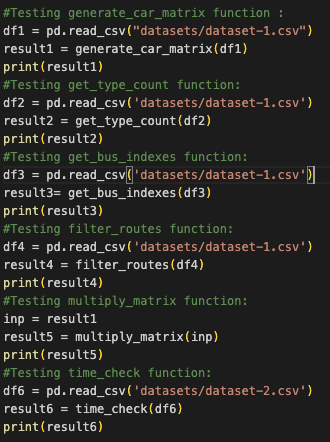 #Testing generate_car_matrix function :
df1 = pd.read_csv("datasets/dataset-1.csv")
result1 = generate_car_matrix(df1)
print(result1)
#Testing get_type_count function:
df2 = pd.read_csv('datasets/dataset-1.csv')
result2 = get_type_count(df2)
print(result2)
#Testing get_bus_indexes function:
df3 = pd.read_csv('datasets/dataset-1.csv')
result3= get_bus_indexes(df3)
print(result3)
#Testing filter_routes function:
df4 = pd.read_csv('datasets/dataset-1.csv')
result4 = filter_routes(df4)
print(result4)
#Testing multiply_matrix function:
inp = result1
result5 = multiply_matrix(inp)
print(result5)
#Testing time_check function:
df6 = pd.read_csv('datasets/dataset-2.csv')
result6 = time_check(df6)
print(result6)